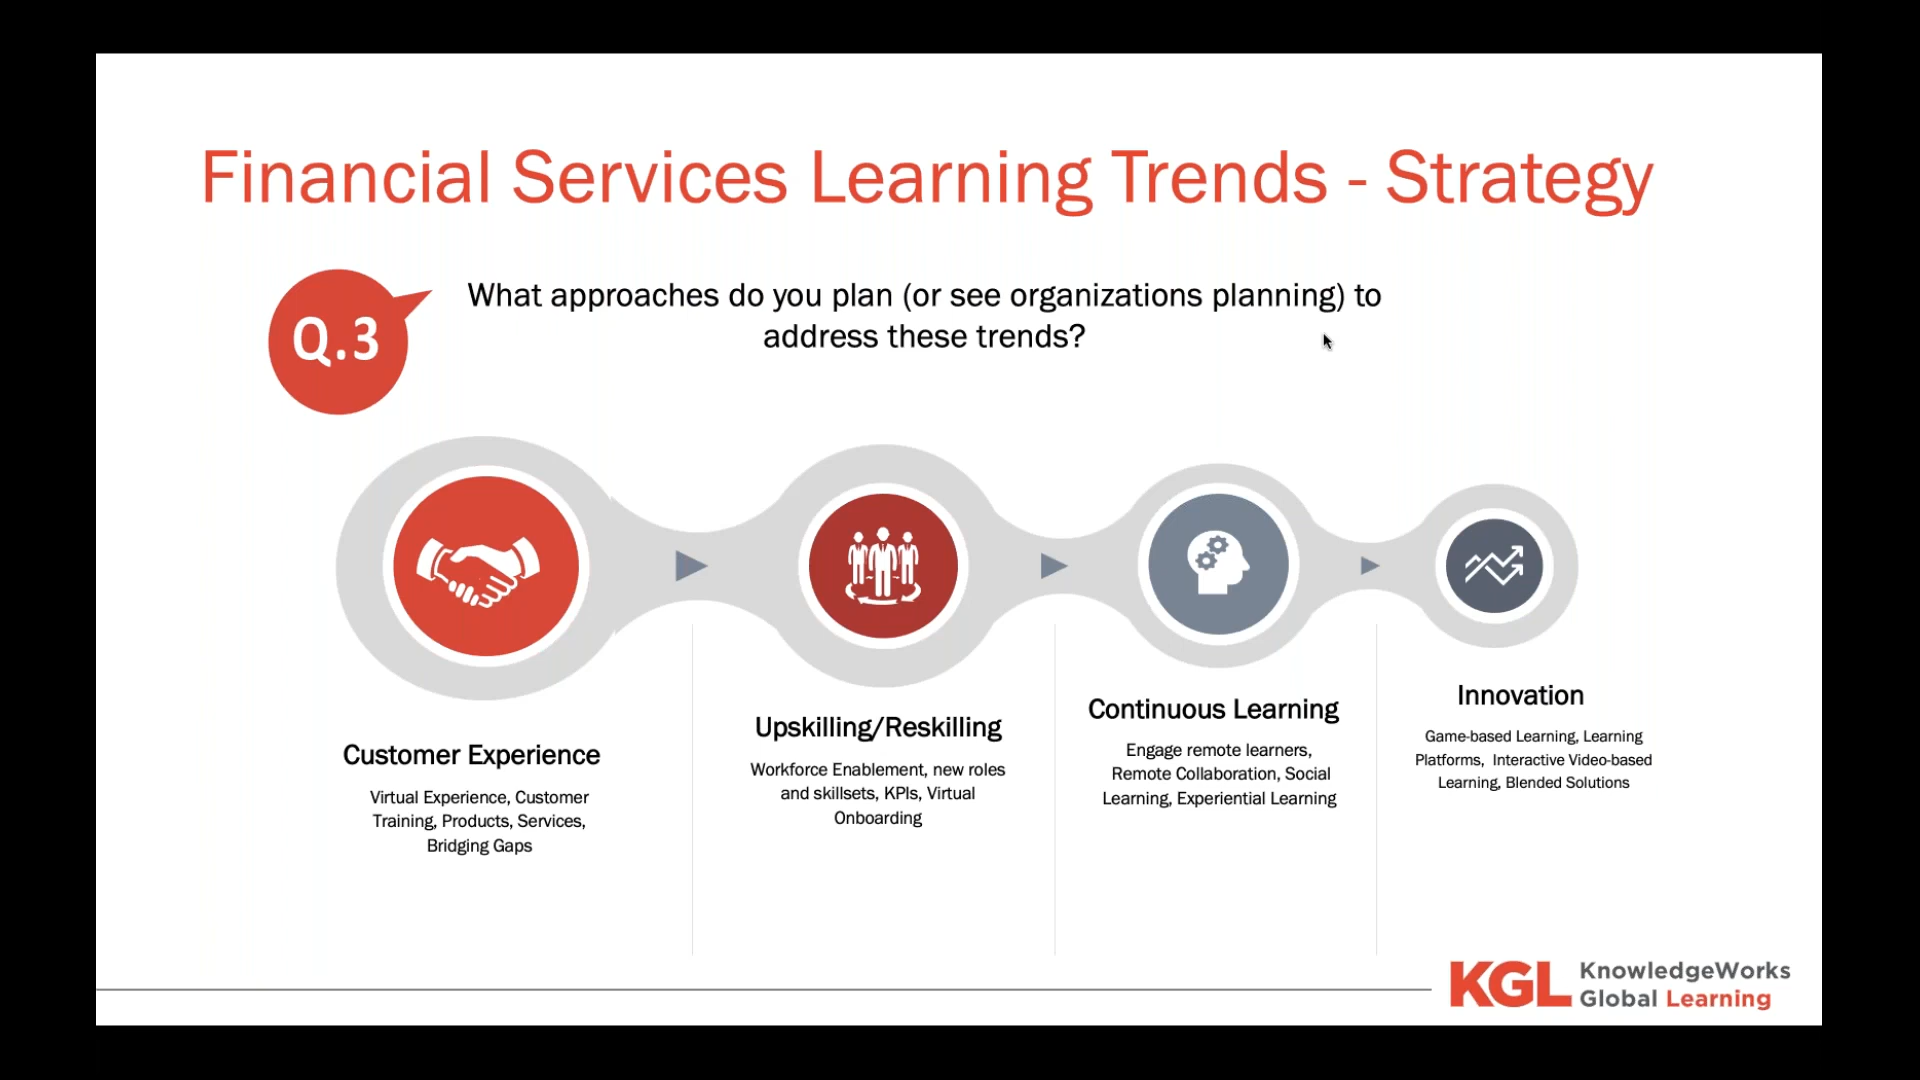 Financial Services Learning Trends - Strategy
Q.3
What approaches do you plan (or see organizations planning) to
address these trends?
Customer Experience
Virtual Experience, Customer
Training, Products, Services,
Bridging Gaps
Upskilling/Reskilling
Workforce Enablement, new roles
and skillsets, KPIs, Virtual
Onboarding
Continuous Learning
Engage remote learners,
Remote Collaboration, Social
Learning, Experiential Learning
Innovation
Game-based Learning, Learning
Platforms, Interactive Video-based
Learning, Blended Solutions
KGL KnowledgeWorks
Global Learning